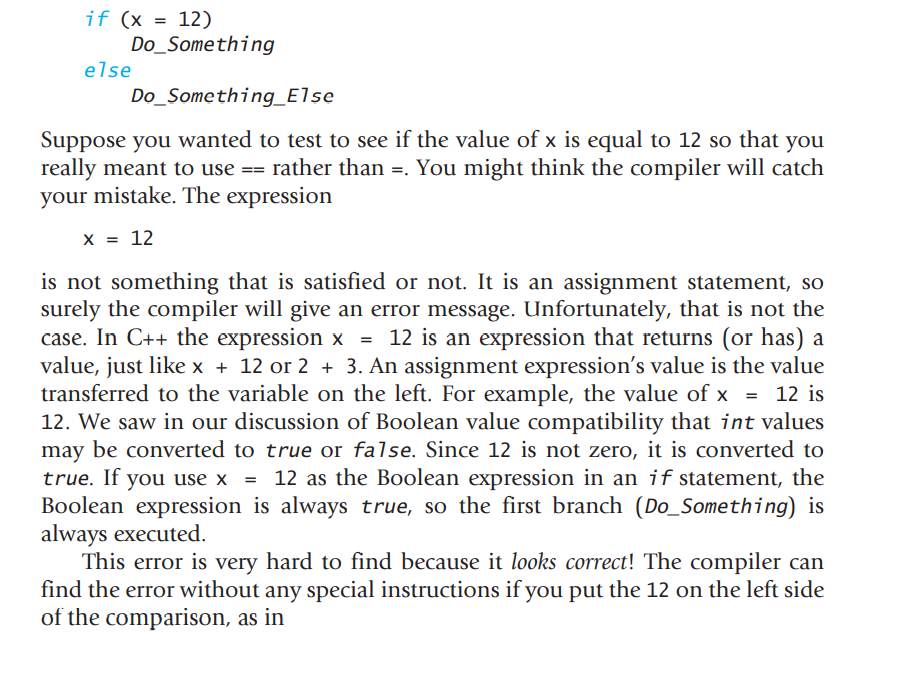 if (x = 12)
Do_Something
else
Do_Something_Else
Suppose you wanted to test to see if the value of x is equal to 12 so that you
really meant to use == rather than =. You might think the compiler will catch
your mistake. The expression
x = 12
is not something that is satisfied or not. It is an assignment statement, so
surely the compiler will give an error message. Unfortunately, that is not the
case. In C++ the expression x = 12 is an expression that returns (or has) a
value, just like x + 12 or 2 + 3. An assignment expression’s value is the value
transferred to the variable on the left. For example, the value of x = 12 is
12. We saw in our discussion of Boolean value compatibility that int values
may be converted to true or false. Since 12 is not zero, it is converted to
true. If you use x = 12 as the Boolean expression in an if statement, the
Boolean expression is always true, so the first branch (Do_Something) is
always executed.
This error is very hard to find because it looks correct! The compiler can
find the error without any special instructions if you put the 12 on the left side
of the comparison, as in